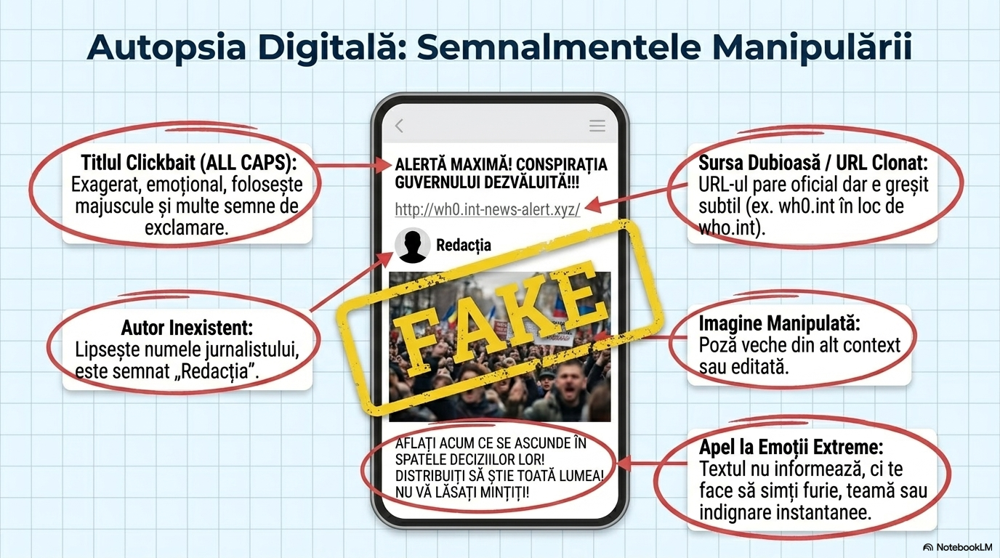 Autopsia Digitală: Semnalmentele Manipulării
Titlul Clickbait (ALL CAPS):
Exagerat, emoțional, folosește
majuscule și multe semne de
exclamare.
Autor Inexistent:
Lipsește numele jurnalistului,
este semnat „Redacția”.
ALERTĂ MAXIMĂ! CONSPIRAȚIA
GUVERNULUI DEZVĂLUITĂ!!!
http://wh0.int-news-alert.xyz/
Redacția
FAKE
AFLAȚI ACUM CE SE ASCUNDE ÎN
SPATELE DECIZIILOR LOR!
DISTRIBUIȚI SĂ ȘTIE TOATĂ LUMEA!
NU VĂ LĂSAȚI MINȚIȚI!
Sursa Dubioasă / URL Clonat:
URL-ul pare oficial dar e greșit
subtil (ex. wh0.int în loc de
who.int).
Imagine Manipulată:
Poză veche din alt context
sau editată.
Apel la Emoții Extreme:
Textul nu informează, ci te
face să simți furie, teamă sau
indignare instantanee.
NotebookLM